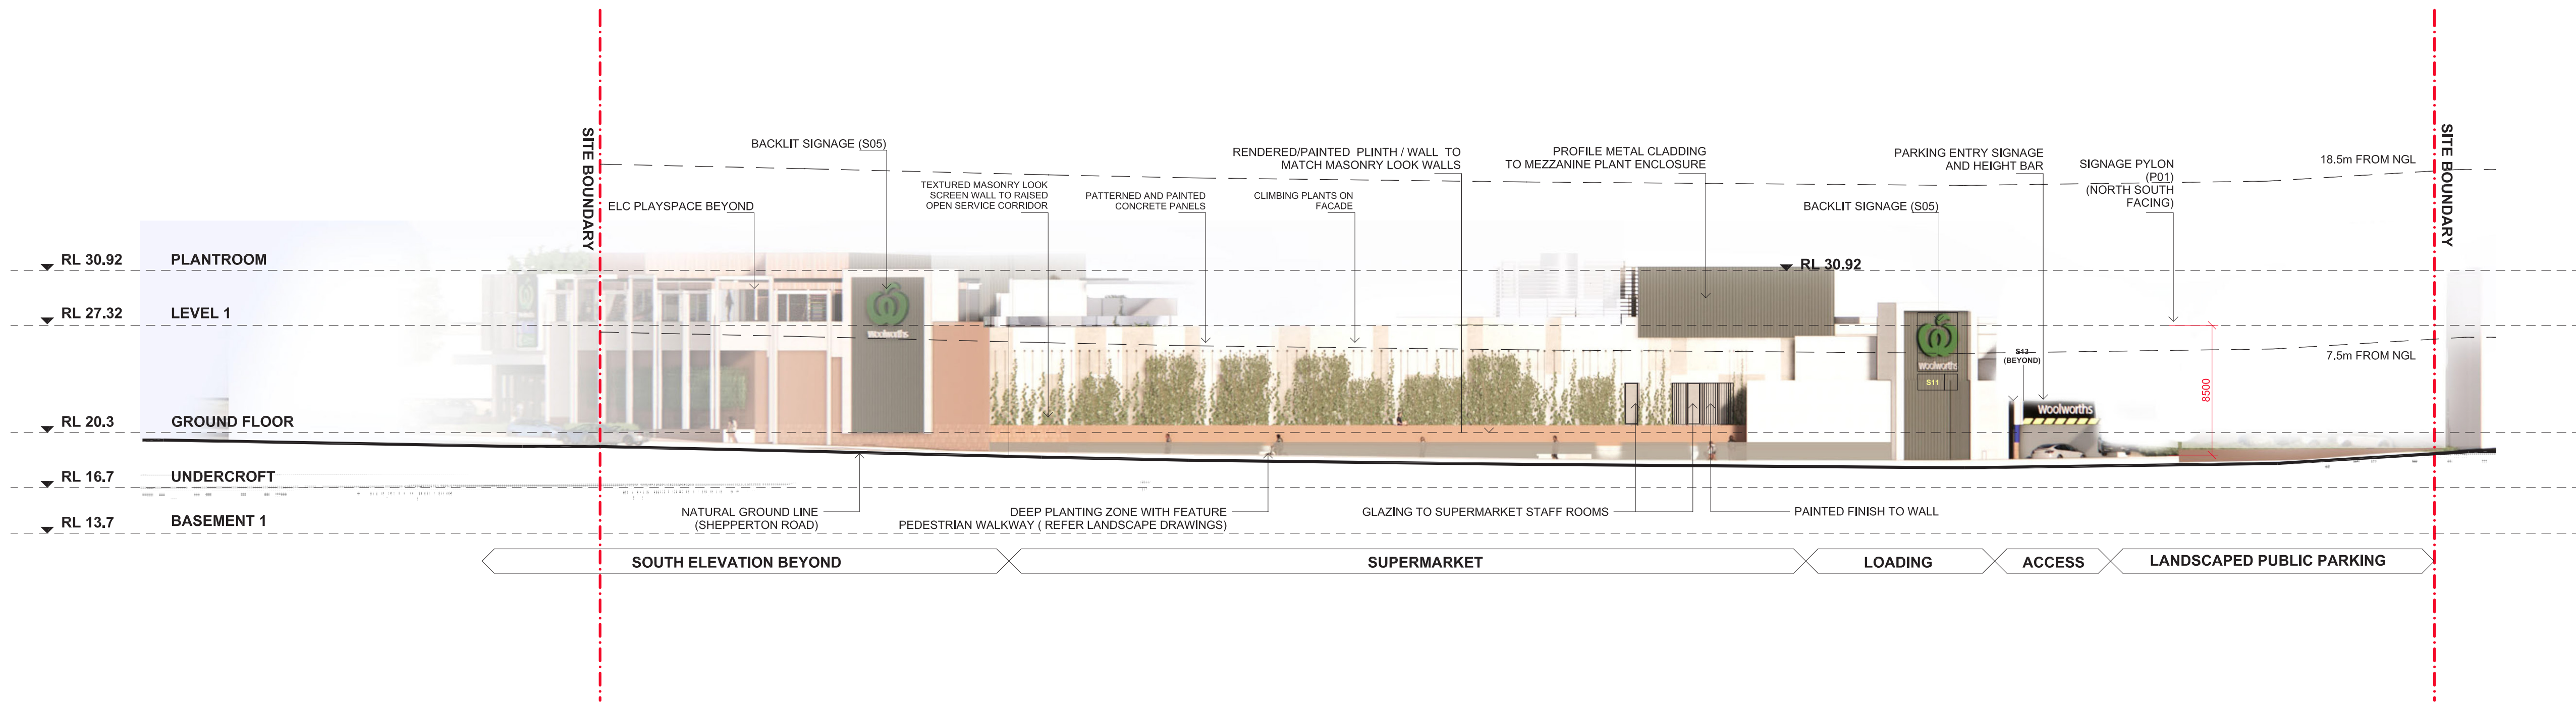 SITE BOUNDARY
SITE BOUNDARY
BACKLIT SIGNAGE (S05)
TEXTURED MASONRY LOOK
SCREEN WALL TO RAISED
OPEN SERVICE CORRIDOR
ELC PLAYSPACE BEYOND
PATTERNED AND PAINTED
CONCRETE PANELS
CLIMBING PLANTS ON
FACADE
RENDERED/PAINTED PLINTH / WALL TO
MATCH MASONRY LOOK WALLS
PROFILE METAL CLADDING
TO MEZZANINE PLANT ENCLOSURE
PARKING ENTRY SIGNAGE
AND HEIGHT BAR
BACKLIT SIGNAGE (S05)
SIGNAGE PYLON
(P01)
(NORTH SOUTH
FACING)
18.5m FROM NGL
RL 30.92 PLANTROOM
RL 30.92
RL 27.32 LEVEL 1
woolworths
woolworths
S11
S13
(BEYOND)
7.5m FROM NGL
8500
woolworths
RL 20.3 GROUND FLOOR
RL 16.7 UNDERCROFT
RL 13.7 BASEMENT 1
NATURAL GROUND LINE
(SHEPPERTON ROAD)
DEEP PLANTING ZONE WITH FEATURE
PEDESTRIAN WALKWAY ( REFER LANDSCAPE DRAWINGS)
GLAZING TO SUPERMARKET STAFF ROOMS
PAINTED FINISH TO WALL
SOUTH ELEVATION BEYOND
SUPERMARKET
LOADING
ACCESS
LANDSCAPED PUBLIC PARKING